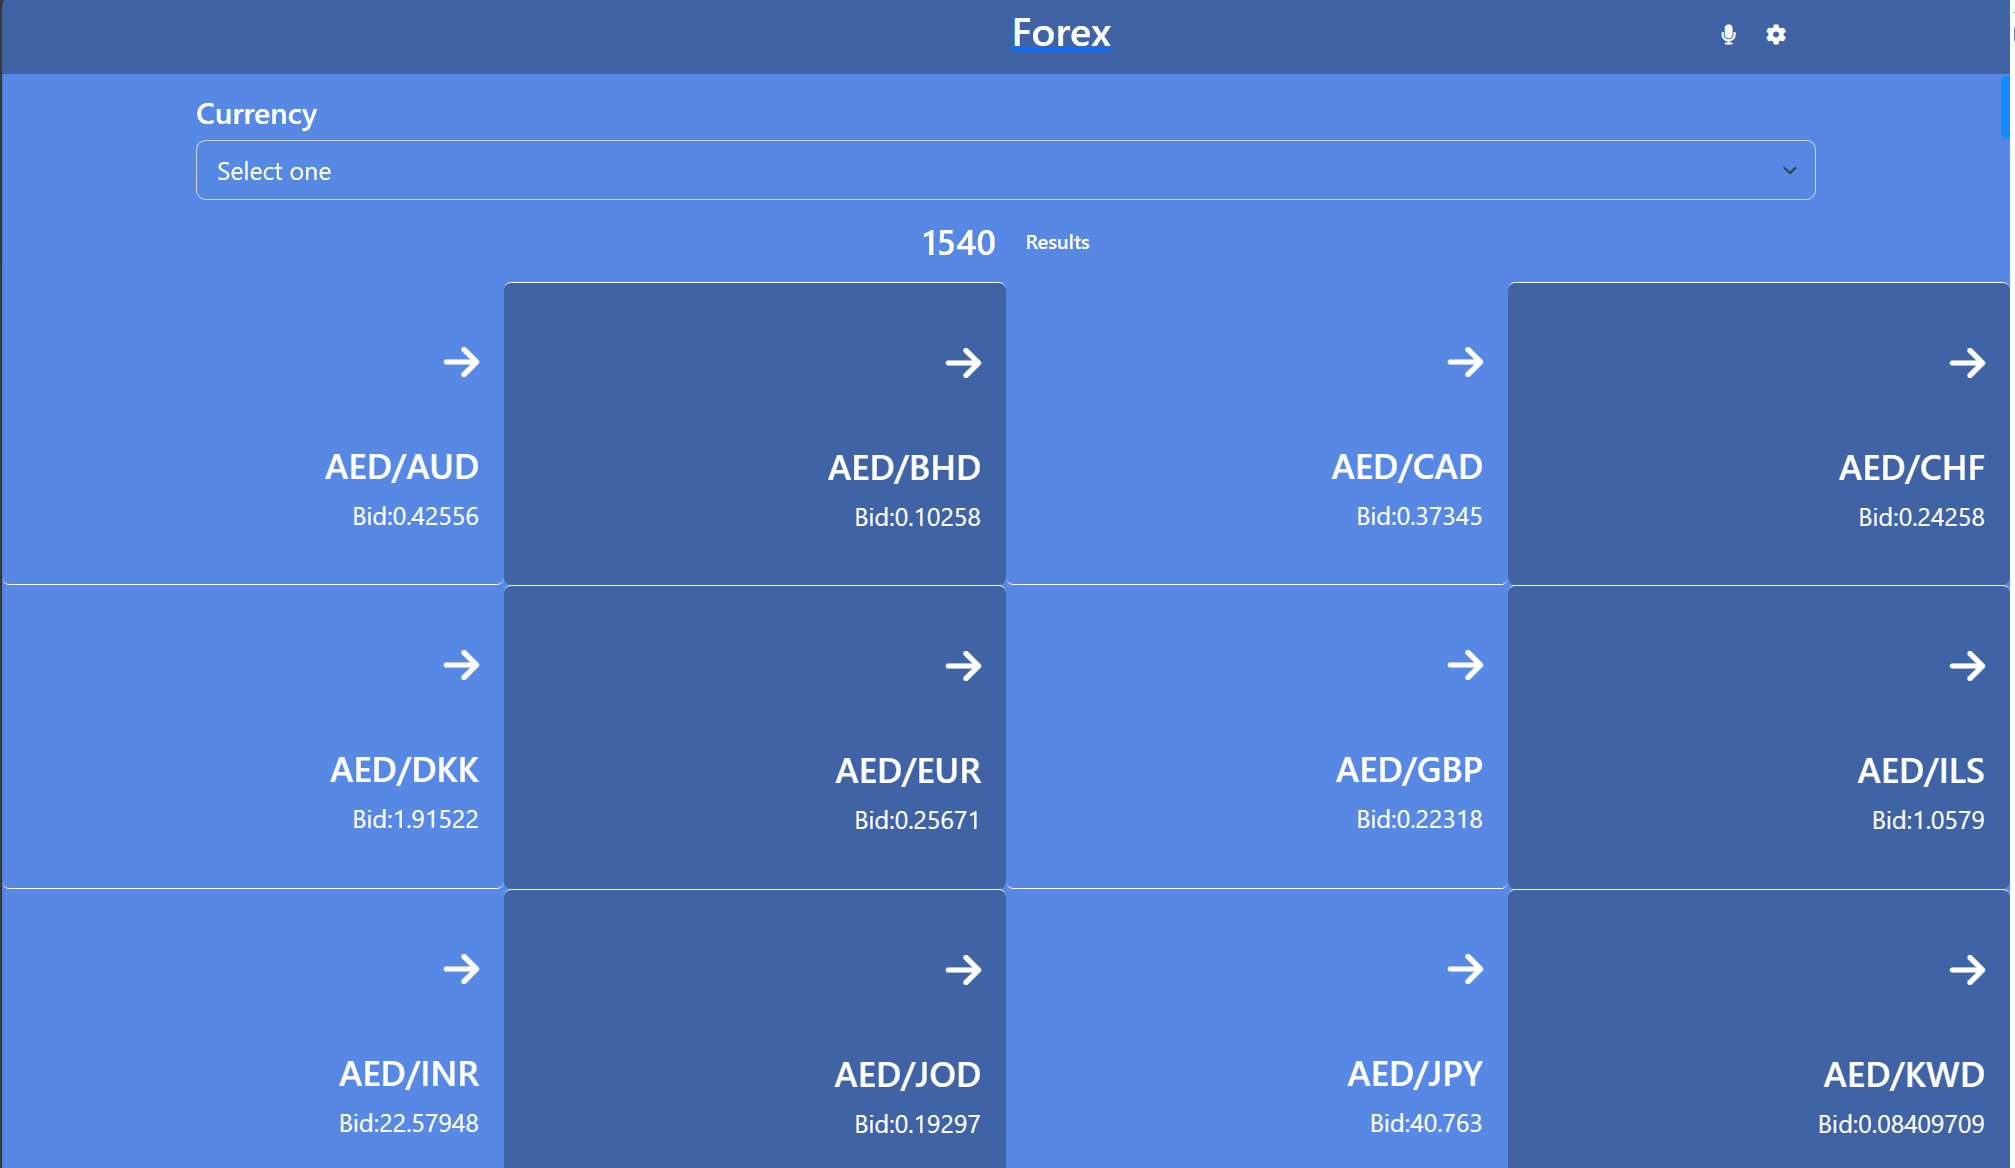 Forex
Currency
Select one
1540 Results
AED/AUD
Bid:0.42556
AED/BHD
Bid:0.10258
AED/CAD
Bid:0.37345
AED/CHF
Bid:0.24258
AED/DKK
Bid:1.91522
AED/EUR
Bid:0.25671
AED/GBP
Bid:0.22318
AED/ILS
Bid:1.0579
AED/INR
Bid:22.57948
AED/JOD
Bid:0.19297
AED/JPY
Bid:40.763
AED/KWD
Bid:0.08409709